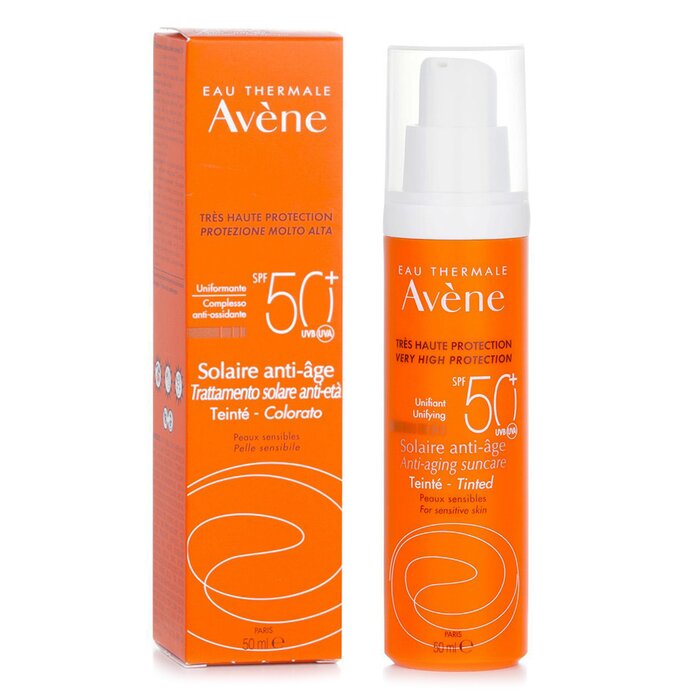 EAU THERMALE
Avène
TRÈS HAUTE PROTECTION
PROTEZIONE MOLTO ALTA
Uniformante
Complesso
anti-ossidante
SPF 50+
UVB UVA
Solaire anti-âge
Trattamento solare anti-età
Teinté - Colorato
Peaux sensibles
Pelle sensibile
PARIS
50 ml e
EAU THERMALE
Avène
TRÈS HAUTE PROTECTION
VERY HIGH PROTECTION
Unifiant
Unifying
SPF 50+
UVB UVA
Solaire anti-âge
Anti-aging suncare
Teinté - Tinted
Peaux sensibles
For sensitive skin
PARIS
50 ml e